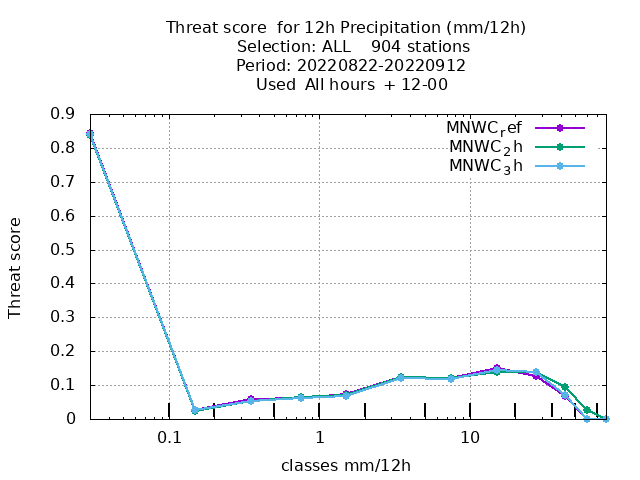 Threat score  for 12h Precipitation (mm/12h)
Selection: ALL    904 stations
Period: 20220822-20220912
Used  All hours  + 12-00
MNWC_ref
MNWC_2h
MNWC_3h
0.9
0.8
0.7
0.6
0.5
0.4
0.3
0.2
0.1
0
Threat score
0.1
1
10
classes mm/12h